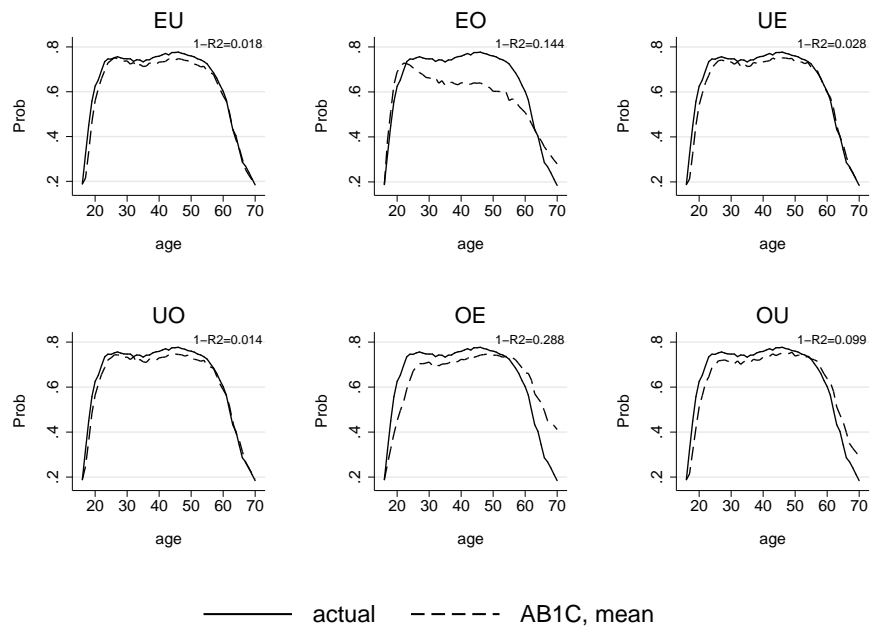 EU
1−R2=0.018
Prob
.2 .4 .6 .8
20 30 40 50 60 70
age
EO
1−R2=0.144
Prob
.2 .4 .6 .8
20 30 40 50 60 70
age
UE
1−R2=0.028
Prob
.2 .4 .6 .8
20 30 40 50 60 70
age
UO
1−R2=0.014
Prob
.2 .4 .6 .8
20 30 40 50 60 70
age
OE
1−R2=0.288
Prob
.2 .4 .6 .8
20 30 40 50 60 70
age
OU
1−R2=0.099
Prob
.2 .4 .6 .8
20 30 40 50 60 70
age
actual
AB1C, mean